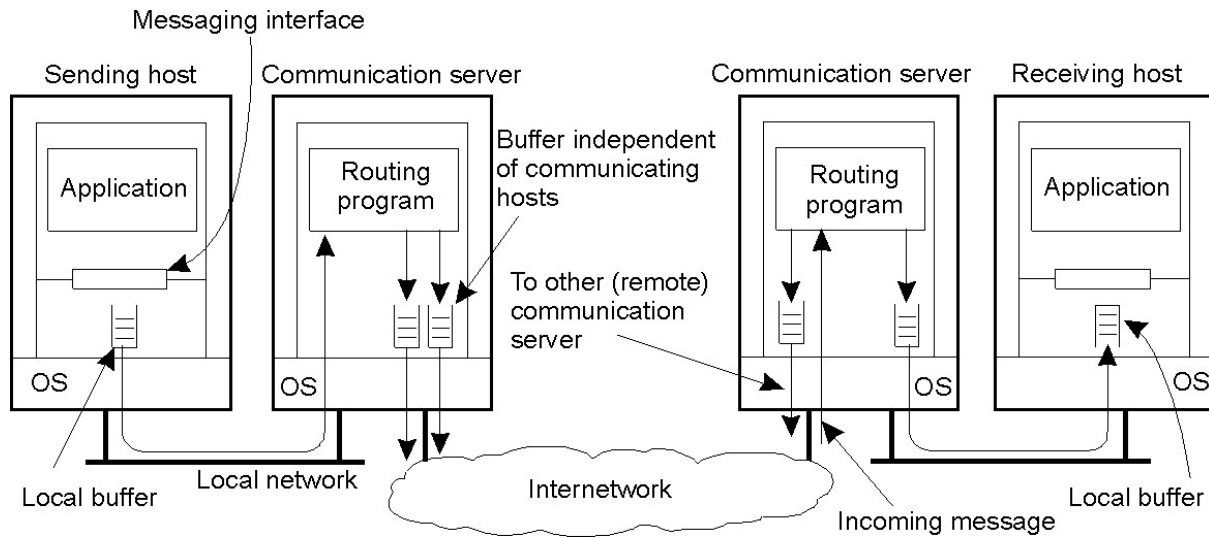 Messaging interface
Sending host
Communication server
Communication server
Receiving host
Buffer independent
of communicating
hosts
Application
Routing
program
Routing
program
Application
To other (remote)
communication
server
OS
OS
OS
OS
Local network
Local buffer
Internetwork
Incoming message
Local buffer